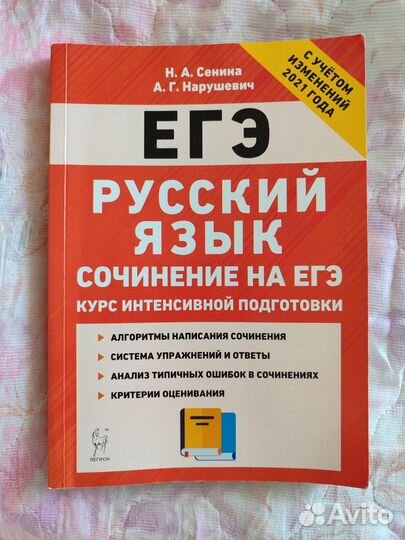 Н. А. Сенина
А. Г. Нарушевич
С УЧЁТОМ
ИЗМЕНЕНИЙ
2021 ГОДА
ЕГЭ
РУССКИЙ
ЯЗЫК
СОЧИНЕНИЕ НА ЕГЭ
КУРС ИНТЕНСИВНОЙ ПОДГОТОВКИ
АЛГОРИТМЫ НАПИСАНИЯ СОЧИНЕНИЯ
СИСТЕМА УПРАЖНЕНИЙ И ОТВЕТЫ
АНАЛИЗ ТИПИЧНЫХ ОШИБОК В СОЧИНЕНИЯХ
КРИТЕРИИ ОЦЕНИВАНИЯ
ЛЕГИОН
Avito